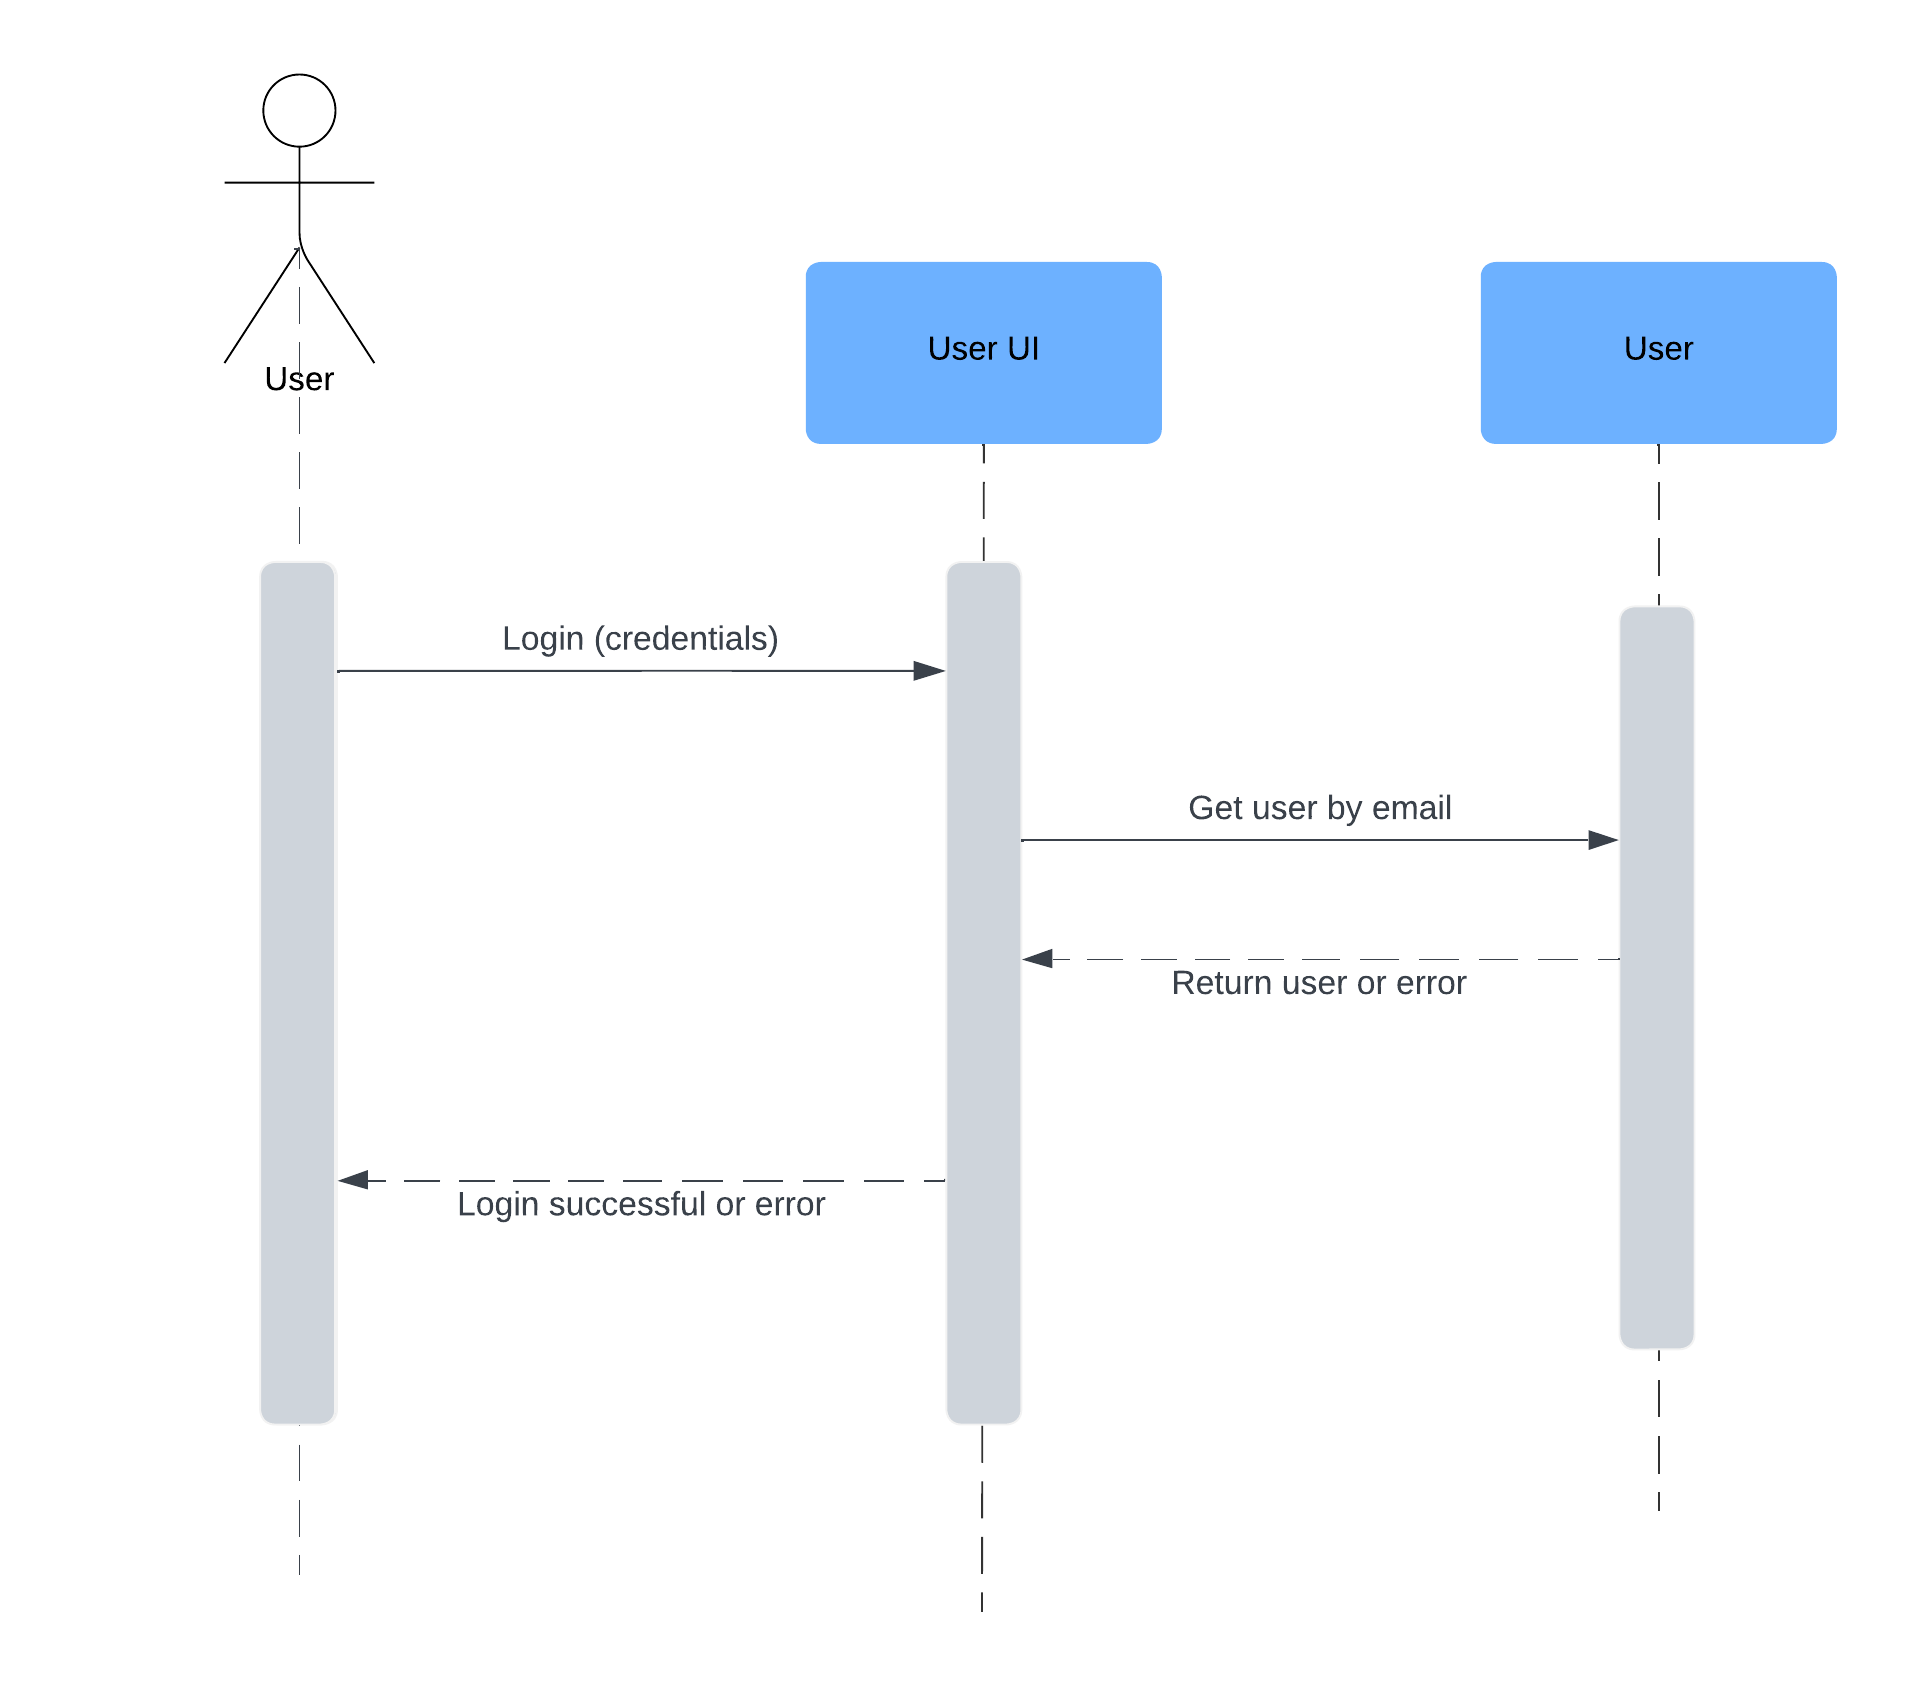 User
User UI
User
Login (credentials)
Get user by email
Return user or error
Login successful or error